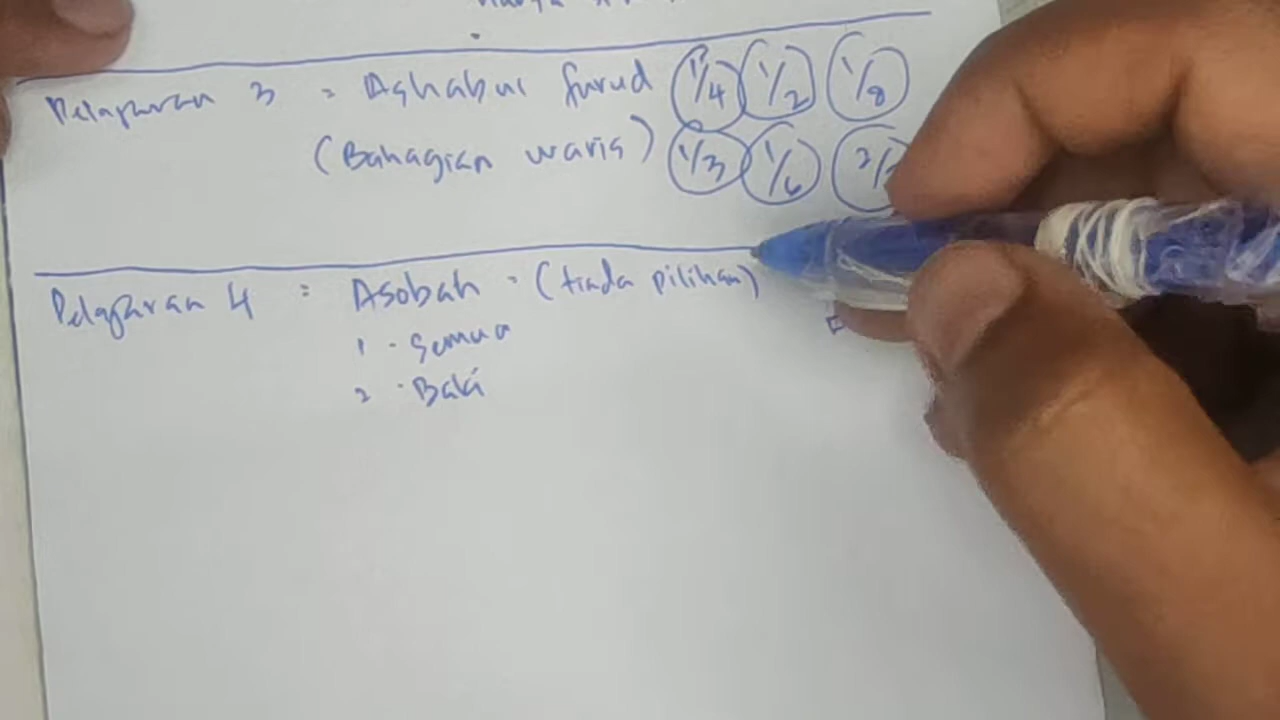 Pelajaran 3 = Ashabul furud 1/4 1/2 1/8
(Bahagian waris) 1/3 1/6
Pelajaran 4 : Asobah - (tiada pilihan)
1 - Semua
2 - Baki